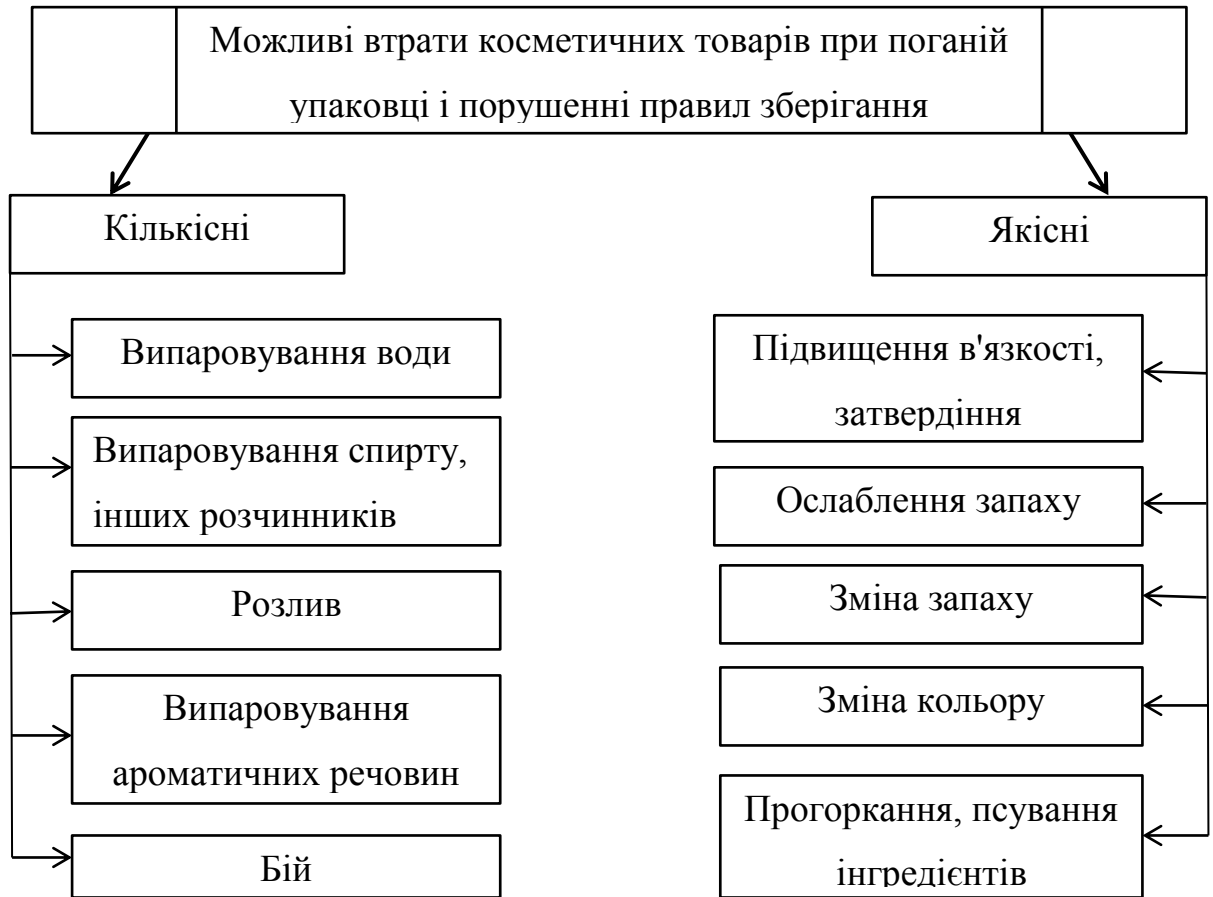 Можливі втрати косметичних товарів при поганій
упаковці і порушенні правил зберігання
Кількісні
Випаровування води
Випаровування спирту,
інших розчинників
Розлив
Випаровування
ароматичних речовин
Бій
Якісні
Підвищення в'язкості,
затвердіння
Ослаблення запаху
Зміна запаху
Зміна кольору
Прогоркання, псування
інгредієнтів